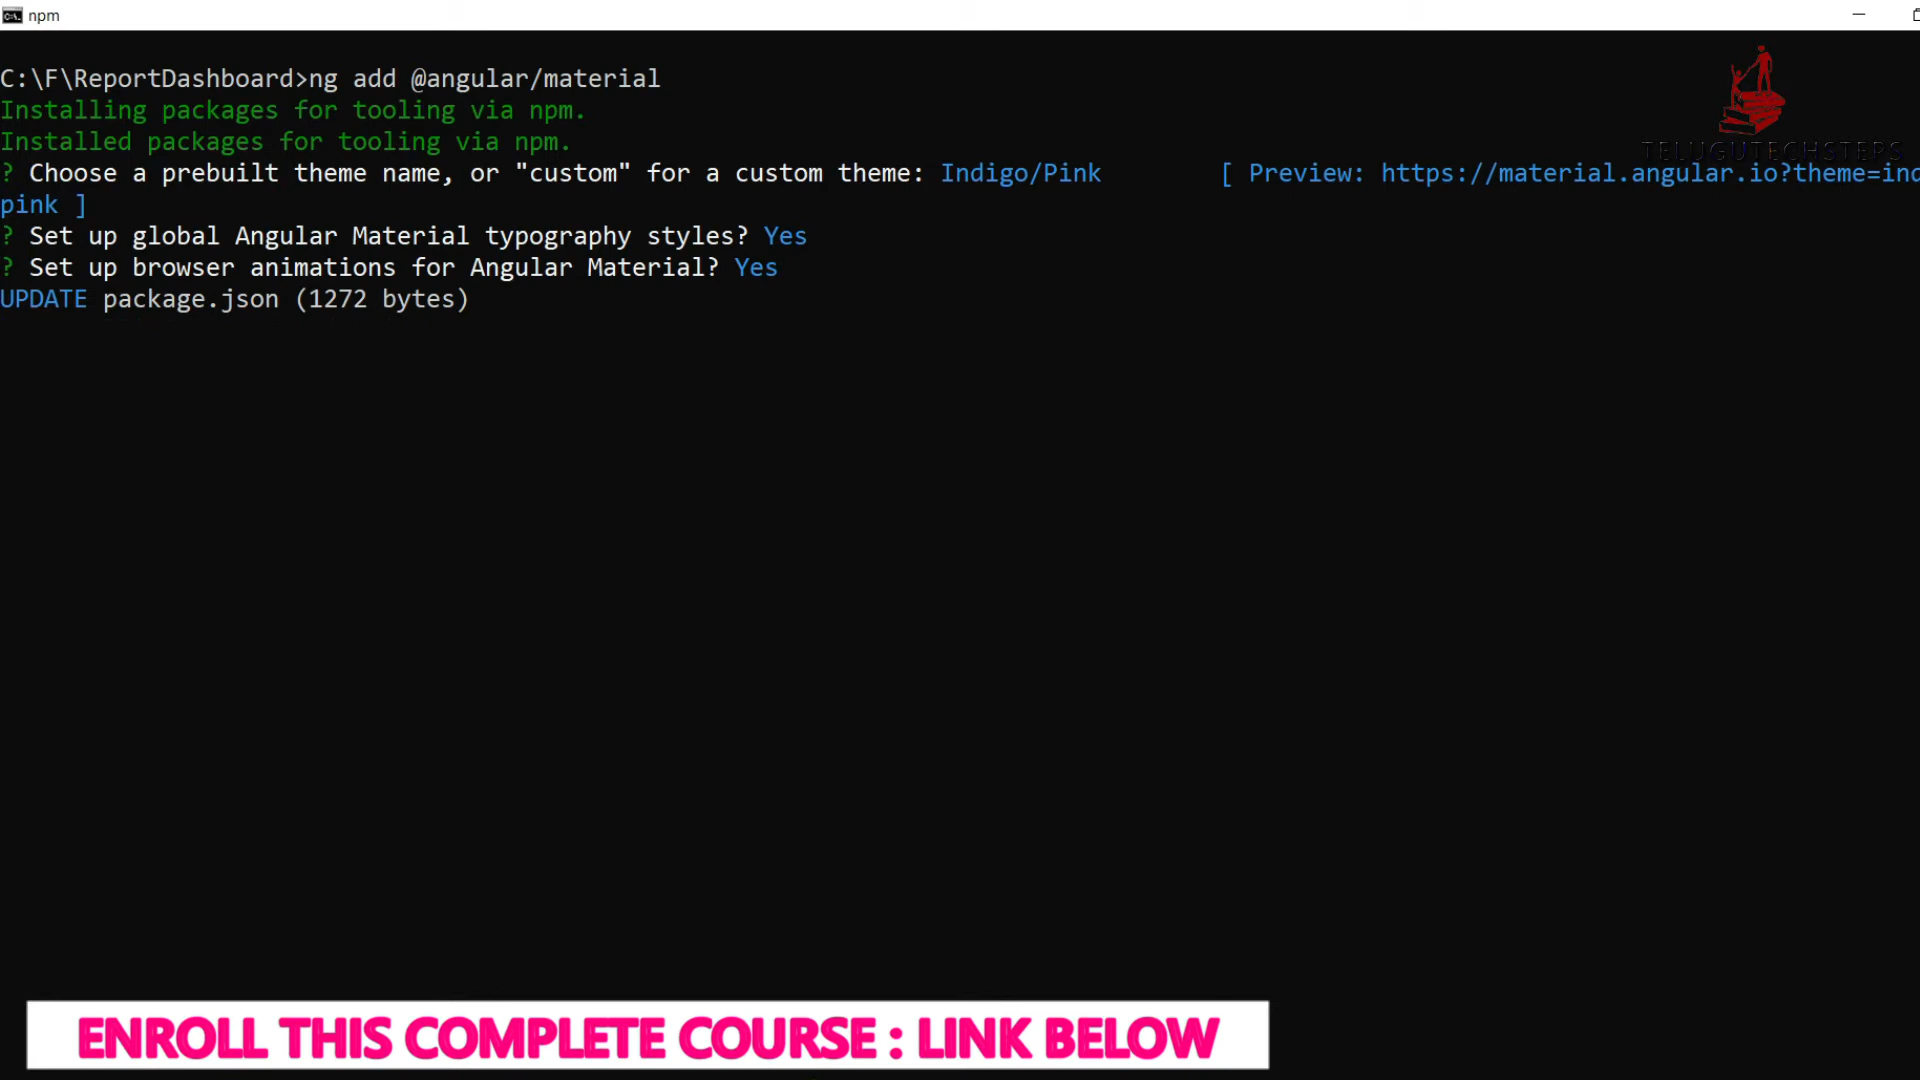 npm
C:\F\ReportDashboard>ng add @angular/material
Installing packages for tooling via npm.
Installed packages for tooling via npm.
? Choose a prebuilt theme name, or "custom" for a custom theme: Indigo/Pink [ Preview: https://material.angular.io?theme=ind
pink ]
? Set up global Angular Material typography styles? Yes
? Set up browser animations for Angular Material? Yes
UPDATE package.json (1272 bytes)
TELUGUTECHSTEPS
ENROLL THIS COMPLETE COURSE : LINK BELOW